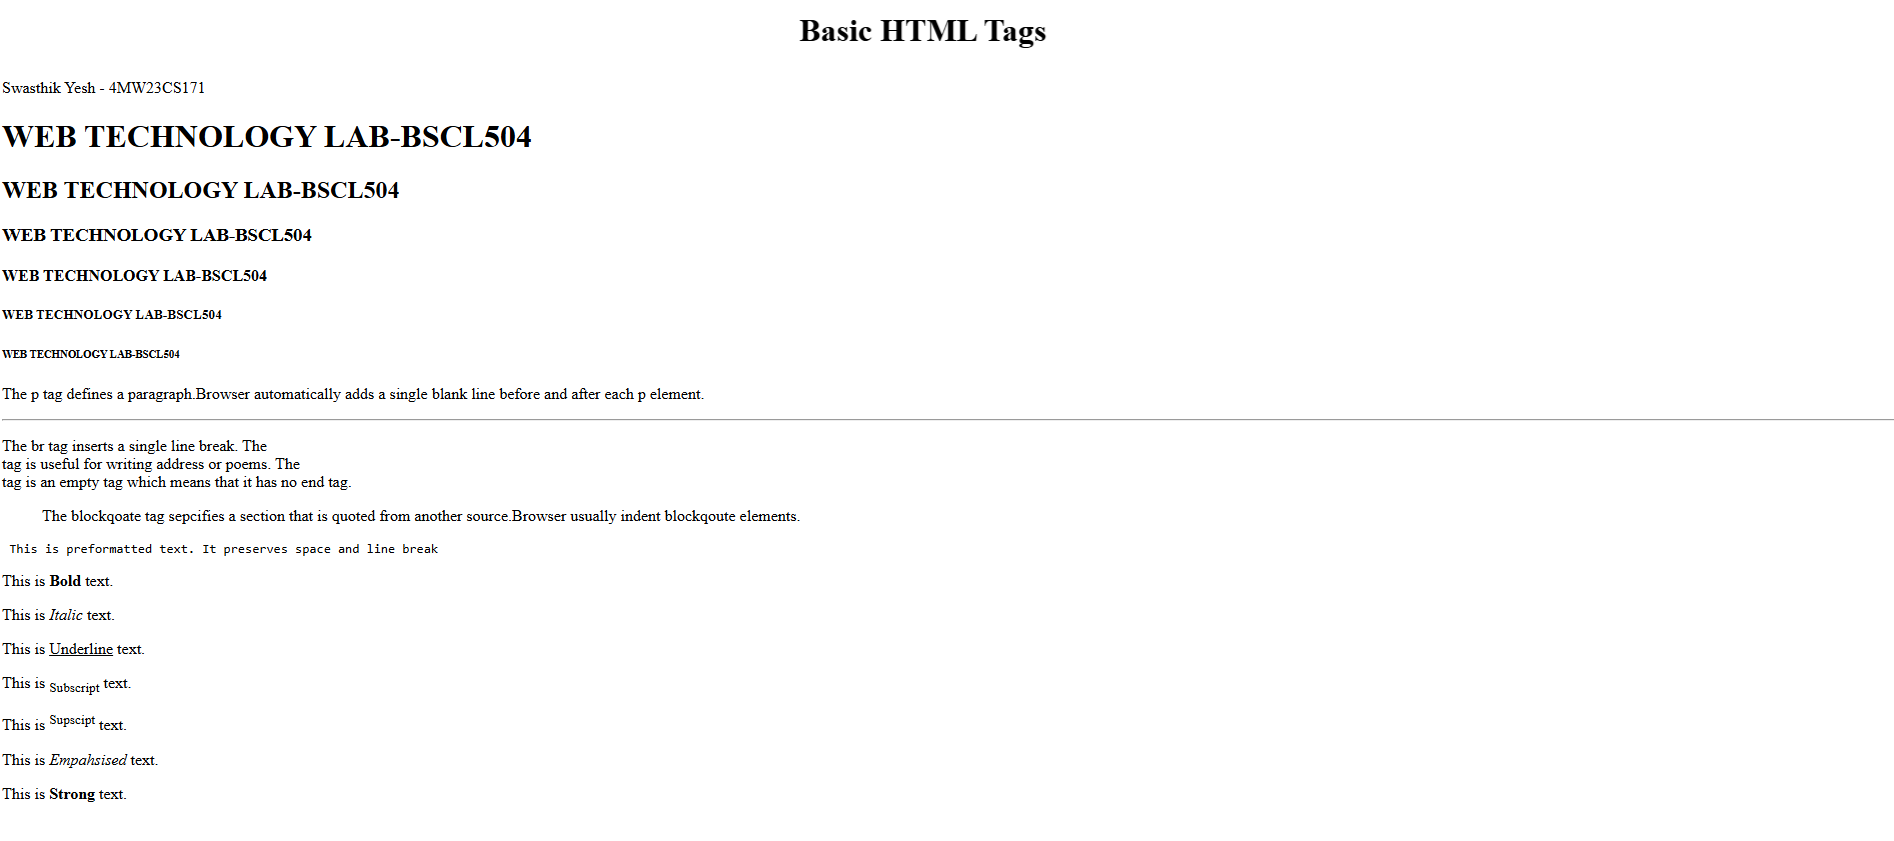 Basic HTML Tags
Swasthik Yesh - 4MW23CS171
WEB TECHNOLOGY LAB-BSCL504
WEB TECHNOLOGY LAB-BSCL504
WEB TECHNOLOGY LAB-BSCL504
WEB TECHNOLOGY LAB-BSCL504
WEB TECHNOLOGY LAB-BSCL504
WEB TECHNOLOGY LAB-BSCL504
The p tag defines a paragraph.Browser automatically adds a single blank line before and after each p element.
The br tag inserts a single line break. The
tag is useful for writing address or poems. The
tag is an empty tag which means that it has no end tag.
The blockqoate tag sepcifies a section that is quoted from another source.Browser usually indent blockqoute elements.
This is preformatted text. It preserves space and line break
This is Bold text.
This is Italic text.
This is Underline text.
This is Subscript text.
This is Supscipt text.
This is Empahsised text.
This is Strong text.